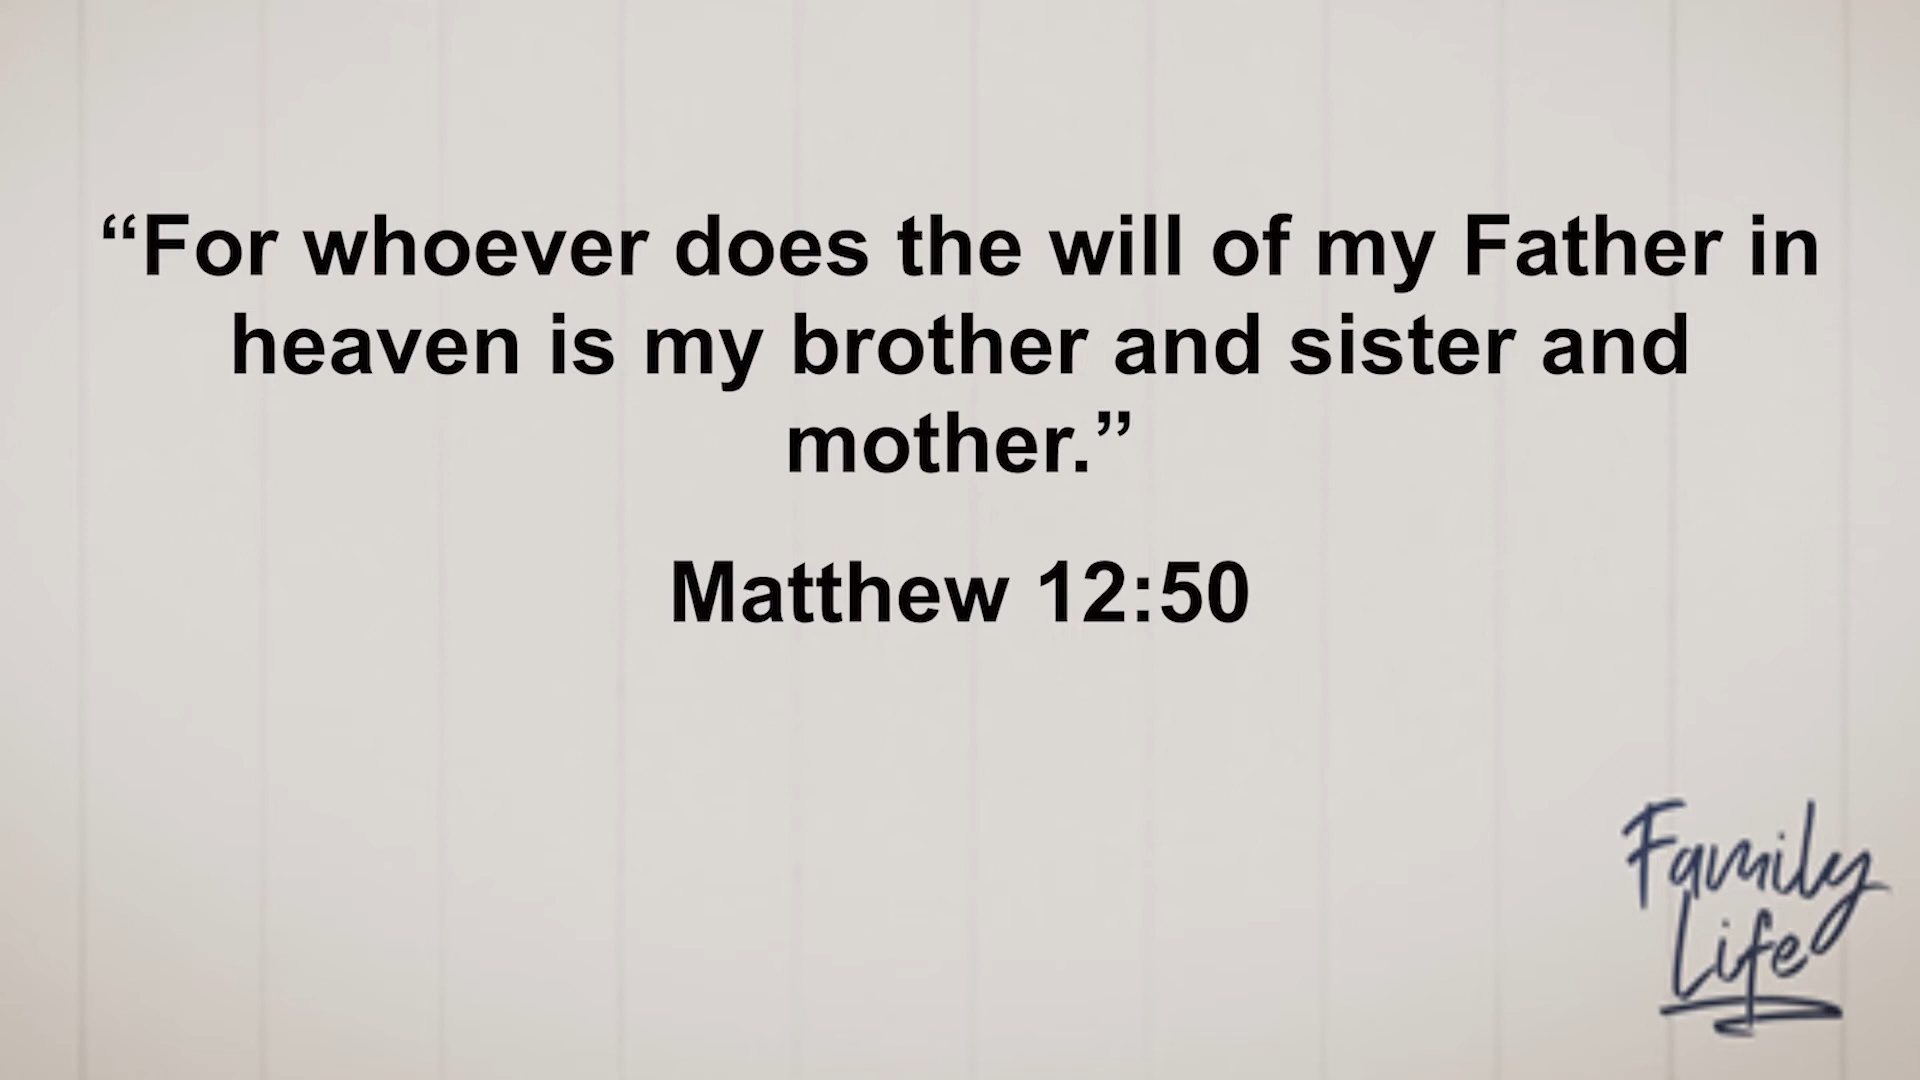 “For whoever does the will of my Father in
heaven is my brother and sister and
mother.”
Matthew 12:50
Family
Life